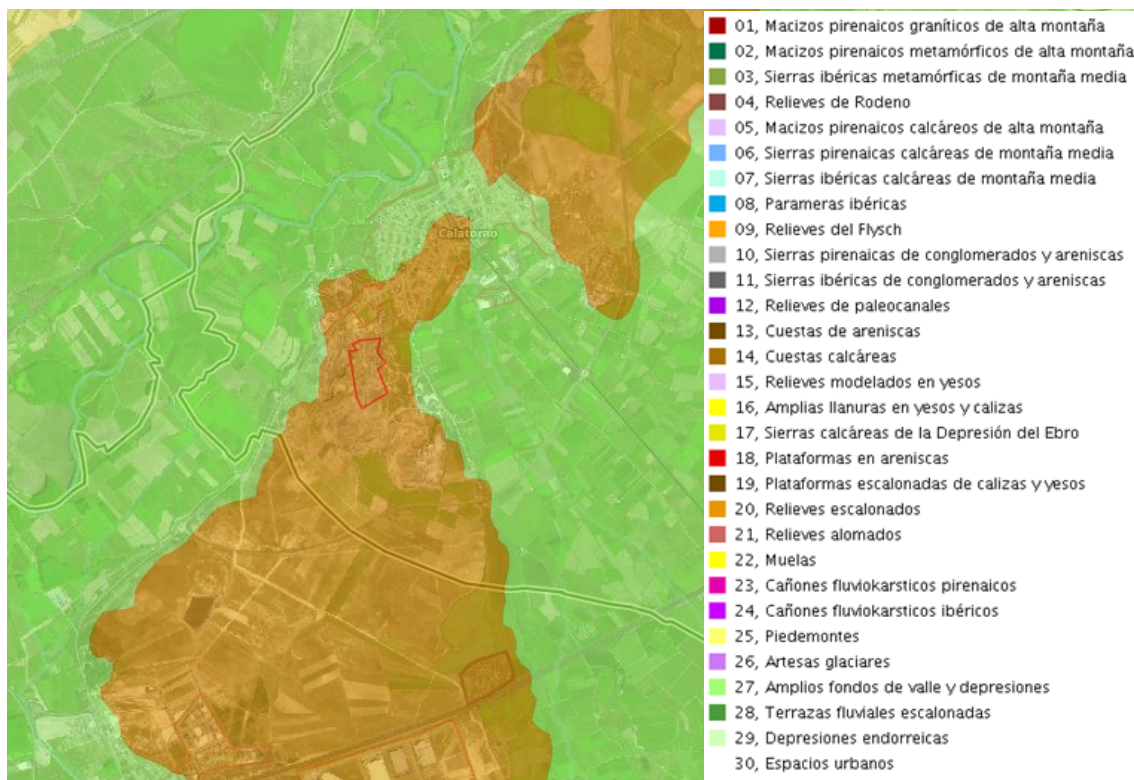 Calatorao
01, Macizos pirenaicos graníticos de alta montaña
02, Macizos pirenaicos metamórficos de alta montaña
03, Sierras ibéricas metamórficas de montaña media
04, Relieves de Rodeno
05, Macizos pirenaicos calcáreos de alta montaña
06, Sierras pirenaicas calcáreas de montaña media
07, Sierras ibéricas calcáreas de montaña media
08, Parameras ibéricas
09, Relieves del Flysch
10, Sierras pirenaicas de conglomerados y areniscas
11, Sierras ibéricas de conglomerados y areniscas
12, Relieves de paleocanales
13, Cuestas de areniscas
14, Cuestas calcáreas
15, Relieves modelados en yesos
16, Amplias llanuras en yesos y calizas
17, Sierras calcáreas de la Depresión del Ebro
18, Plataformas en areniscas
19, Plataformas escalonadas de calizas y yesos
20, Relieves escalonados
21, Relieves alomados
22, Muelas
23, Cañones fluviokarsticos pirenaicos
24, Cañones fluviokarsticos ibéricos
25, Piedemontes
26, Artesas glaciares
27, Amplios fondos de valle y depresiones
28, Terrazas fluviales escalonadas
29, Depresiones endorreicas
30, Espacios urbanos